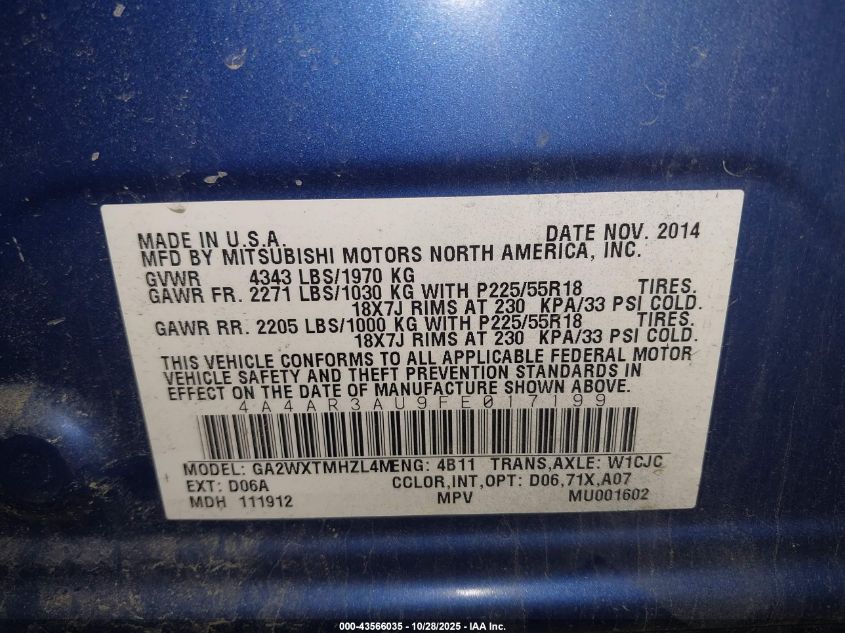 MADE IN U.S.A. DATE NOV. 2014
MFD BY MITSUBISHI MOTORS NORTH AMERICA, INC.
GVWR 4343 LBS/1970 KG
GAWR FR. 2271 LBS/1030 KG WITH P225/55R18 TIRES.
18X7J RIMS AT 230 KPA/33 PSI COLD.
GAWR RR. 2205 LBS/1000 KG WITH P225/55R18 TIRES.
18X7J RIMS AT 230 KPA/33 PSI COLD.
THIS VEHICLE CONFORMS TO ALL APPLICABLE FEDERAL MOTOR
VEHICLE SAFETY AND THEFT PREVENTION STANDARDS IN
EFFECT ON THE DATE OF MANUFACTURE SHOWN ABOVE.
4A4AR3AU9FE017199
MODEL: GA2WXTMHZL4M ENG: 4B11 TRANS,AXLE: W1CJC
EXT: D06A CCLOR,INT,OPT: D06,71X,A07
MDH 111912 MPV MU001602
000-43566035 - 10/28/2025 - IAA Inc.